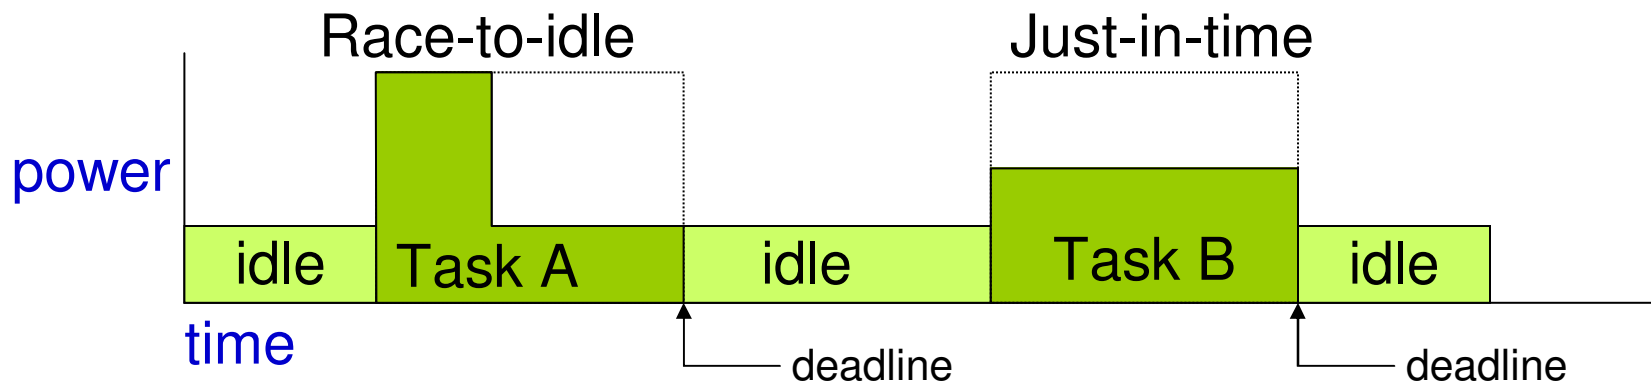 Race-to-idle
Just-in-time
power
idle
Task A
idle
Task B
idle
time
deadline
deadline